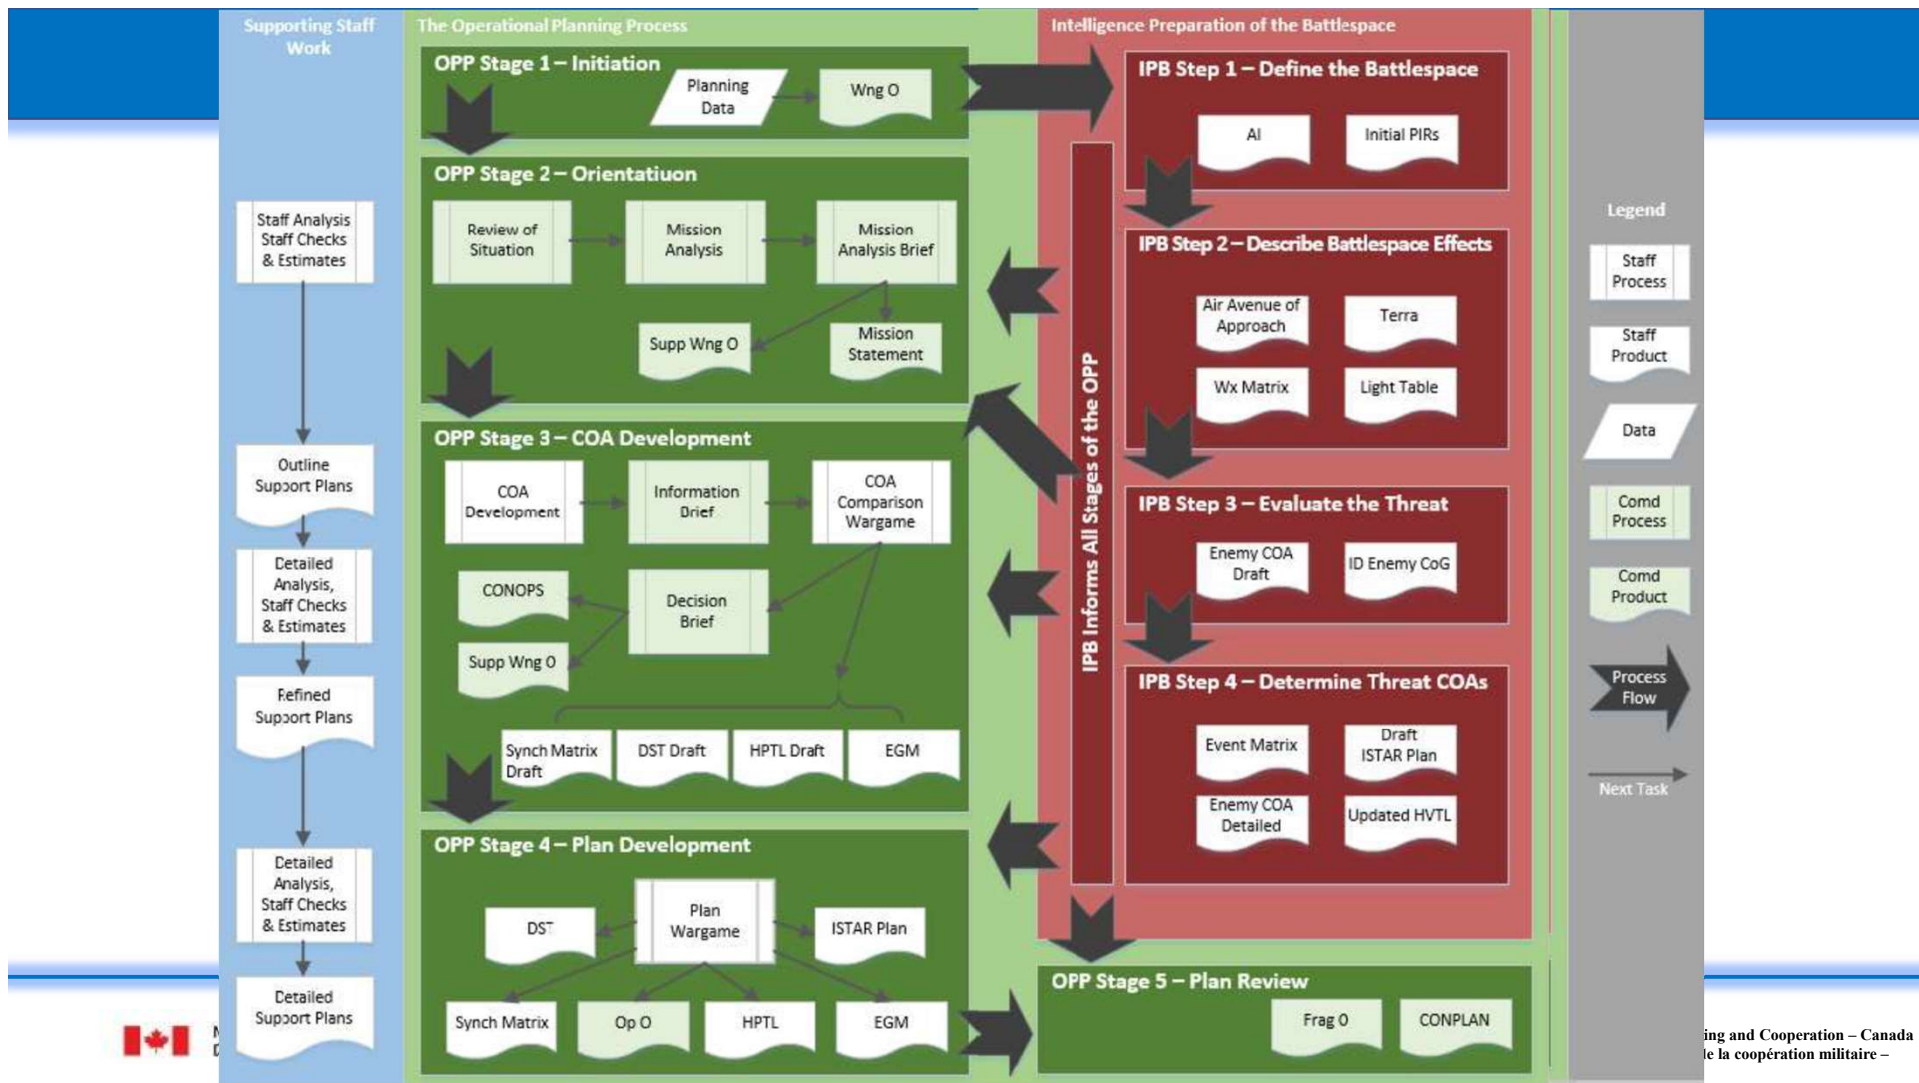 Supporting Staff
Work
Staff Analysis
Staff Checks
& Estimates
Outline
Support Plans
Detailed
Analysis,
Staff Checks
& Estimates
Refined
Support Plans
Detailed
Analysis,
Staff Checks
& Estimates
Detailed
Support Plans
The Operational Planning Process
OPP Stage 1 – Initiation
Planning
Data
Wng O
OPP Stage 2 – Orientatiuon
Review of
Situation
Mission
Analysis
Mission
Analysis Brief
Supp Wng O
Mission
Statement
OPP Stage 3 – COA Development
COA
Development
Information
Brief
COA
Comparison
Wargame
CONOPS
Decision
Brief
Supp Wng O
Synch Matrix
Draft
DST Draft
HPTL Draft
EGM
OPP Stage 4 – Plan Development
Plan
Wargame
DST
ISTAR Plan
Synch Matrix
Op O
HPTL
EGM
Intelligence Preparation of the Battlespace
IPB Informs All Stages of the OPP
IPB Step 1 – Define the Battlespace
AI
Initial PIRs
IPB Step 2 – Describe Battlespace Effects
Air Avenue of
Approach
Terra
Wx Matrix
Light Table
IPB Step 3 – Evaluate the Threat
Enemy COA
Draft
ID Enemy CoG
IPB Step 4 – Determine Threat COAs
Event Matrix
Draft
ISTAR Plan
Enemy COA
Detailed
Updated HVTL
OPP Stage 5 – Plan Review
Frag O
CONPLAN
Legend
Staff
Process
Staff
Product
Data
Comd
Process
Comd
Product
Process
Flow
Next Task
ing and Cooperation – Canada
la coopération militaire –